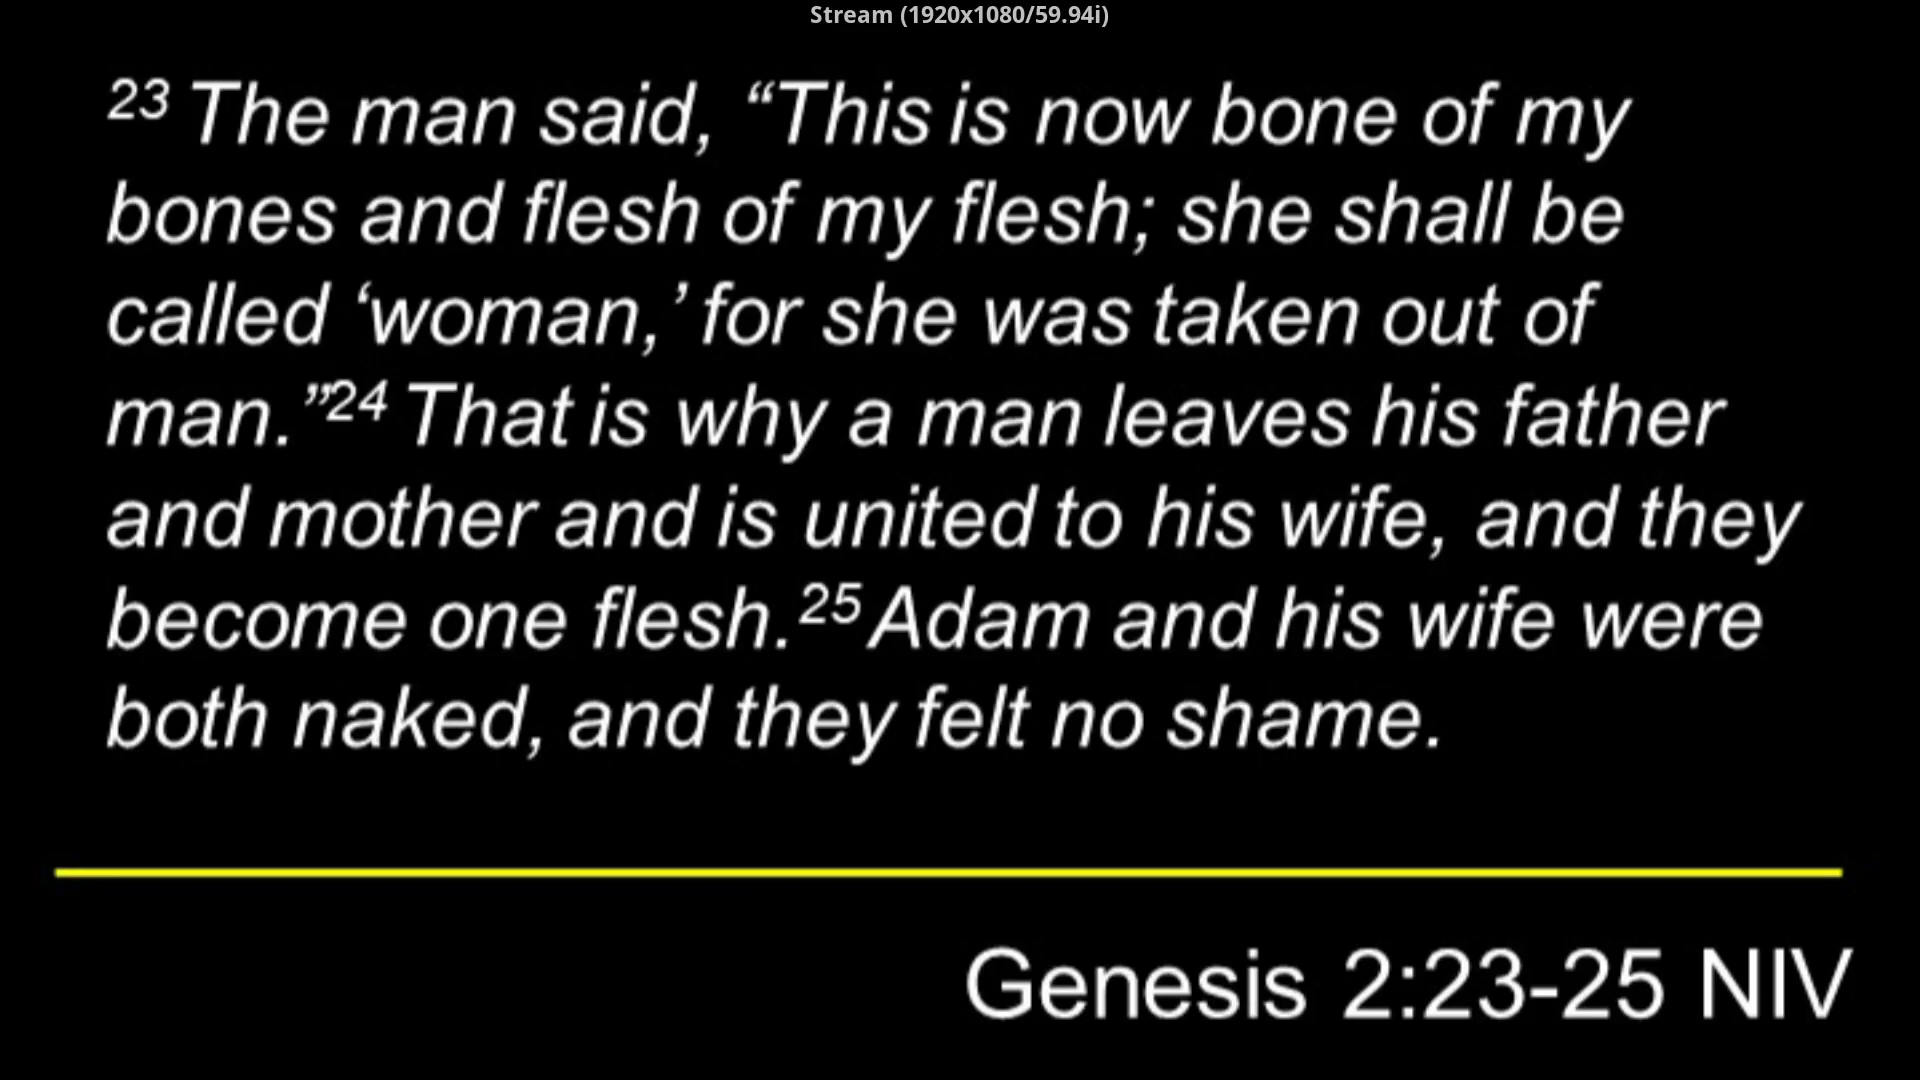 Stream (1920x1080/59.94i)
23 The man said, “This is now bone of my
bones and flesh of my flesh; she shall be
called ‘woman,’ for she was taken out of
man.”24 That is why a man leaves his father
and mother and is united to his wife, and they
become one flesh.25 Adam and his wife were
both naked, and they felt no shame.
Genesis 2:23-25 NIV